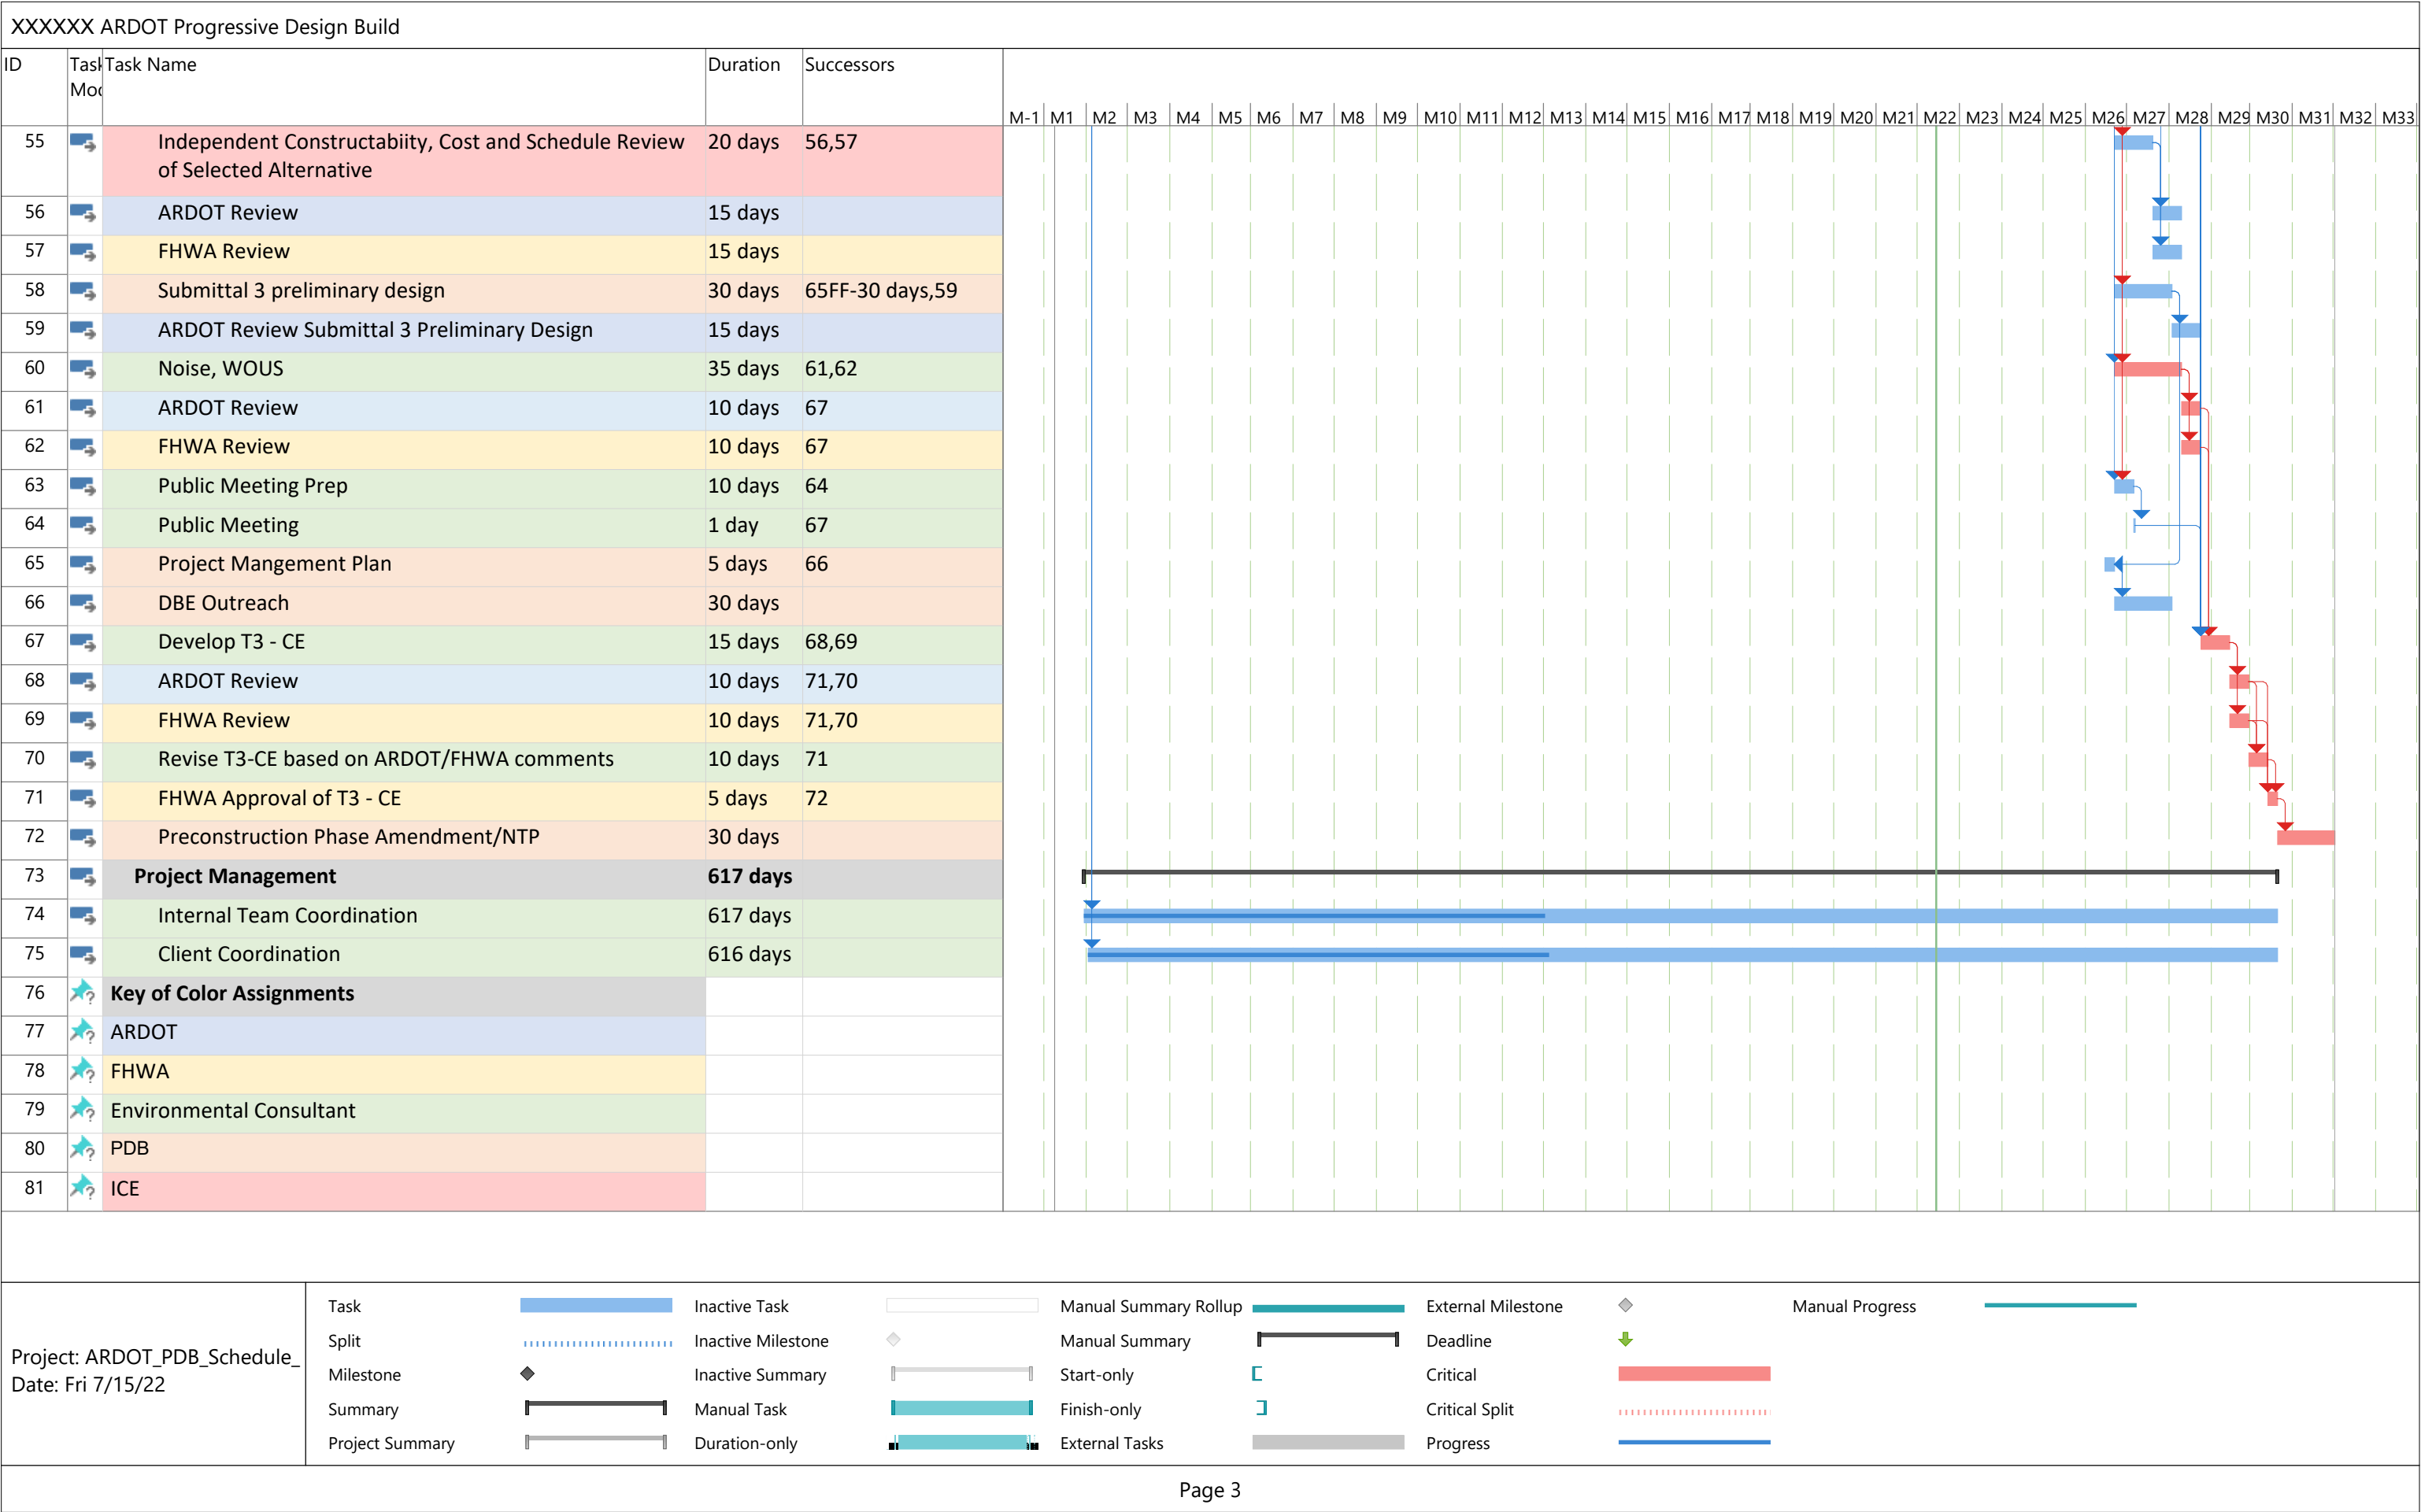 XXXXXX ARDOT Progressive Design Build
ID Task Task Name Duration Successors
Mod
M-1 M1 M2 M3 M4 M5 M6 M7 M8 M9 M10 M11 M12 M13 M14 M15 M16 M17 M18 M19 M20 M21 M22 M23 M24 M25 M26 M27 M28 M29 M30 M31 M32 M33
55 Independent Constructabiity, Cost and Schedule Review 20 days 56,57
of Selected Alternative
56 ARDOT Review 15 days
57 FHWA Review 15 days
58 Submittal 3 preliminary design 30 days 65FF-30 days,59
59 ARDOT Review Submittal 3 Preliminary Design 15 days
60 Noise, WOUS 35 days 61,62
61 ARDOT Review 10 days 67
62 FHWA Review 10 days 67
63 Public Meeting Prep 10 days 64
64 Public Meeting 1 day 67
65 Project Mangement Plan 5 days 66
66 DBE Outreach 30 days
67 Develop T3 - CE 15 days 68,69
68 ARDOT Review 10 days 71,70
69 FHWA Review 10 days 71,70
70 Revise T3-CE based on ARDOT/FHWA comments 10 days 71
71 FHWA Approval of T3 - CE 5 days 72
72 Preconstruction Phase Amendment/NTP 30 days
73 Project Management 617 days
74 Internal Team Coordination 617 days
75 Client Coordination 616 days
76 Key of Color Assignments
77 ARDOT
78 FHWA
79 Environmental Consultant
80 PDB
81 ICE
Project: ARDOT_PDB_Schedule_
Date: Fri 7/15/22
Task Inactive Task Manual Summary Rollup External Milestone Manual Progress
Split Inactive Milestone Manual Summary Deadline
Milestone Inactive Summary Start-only Critical
Summary Manual Task Finish-only Critical Split
Project Summary Duration-only External Tasks Progress
Page 3